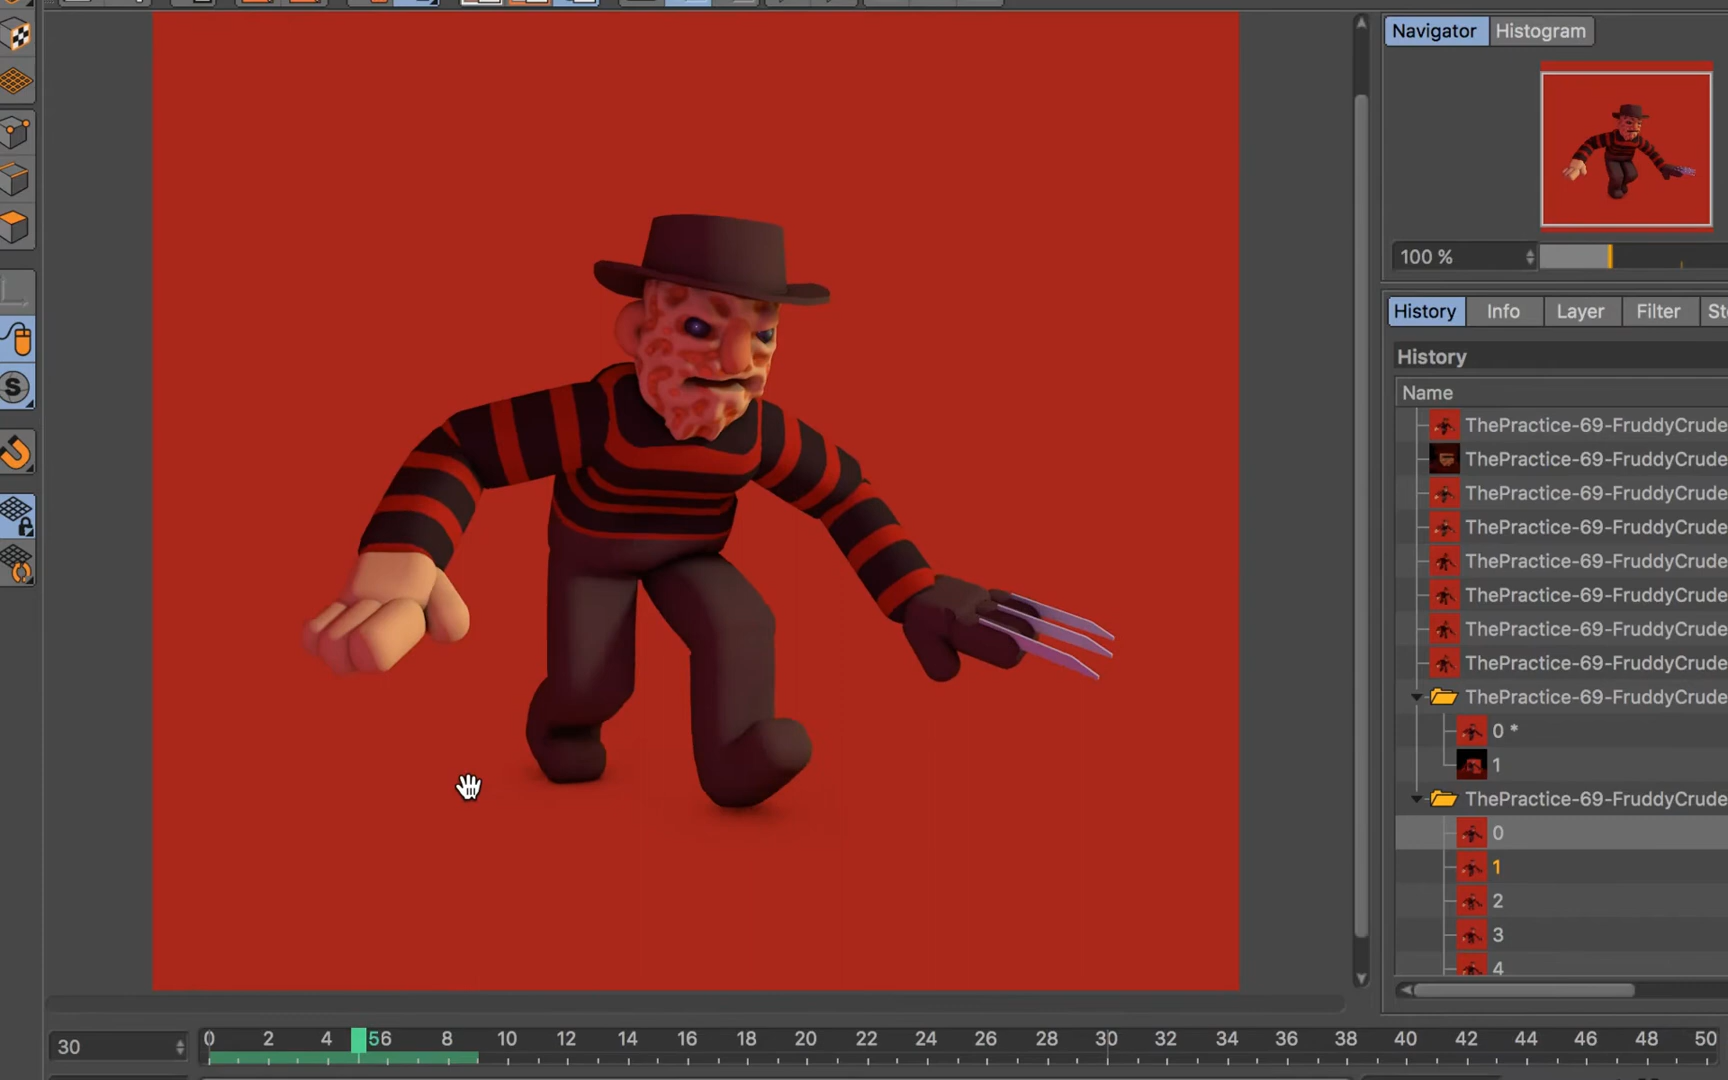 Navigator Histogram
100 %
History Info Layer Filter
History
Name
ThePractice-69-FruddyCrude
ThePractice-69-FruddyCrude
ThePractice-69-FruddyCrude
ThePractice-69-FruddyCrude
ThePractice-69-FruddyCrude
ThePractice-69-FruddyCrude
ThePractice-69-FruddyCrude
ThePractice-69-FruddyCrude
ThePractice-69-FruddyCrude
0 *
1
ThePractice-69-FruddyCrude
0
1
2
3
4
S
30 0 2 4 56 8 10 12 14 16 18 20 22 24 26 28 30 32 34 36 38 40 42 44 46 48 50